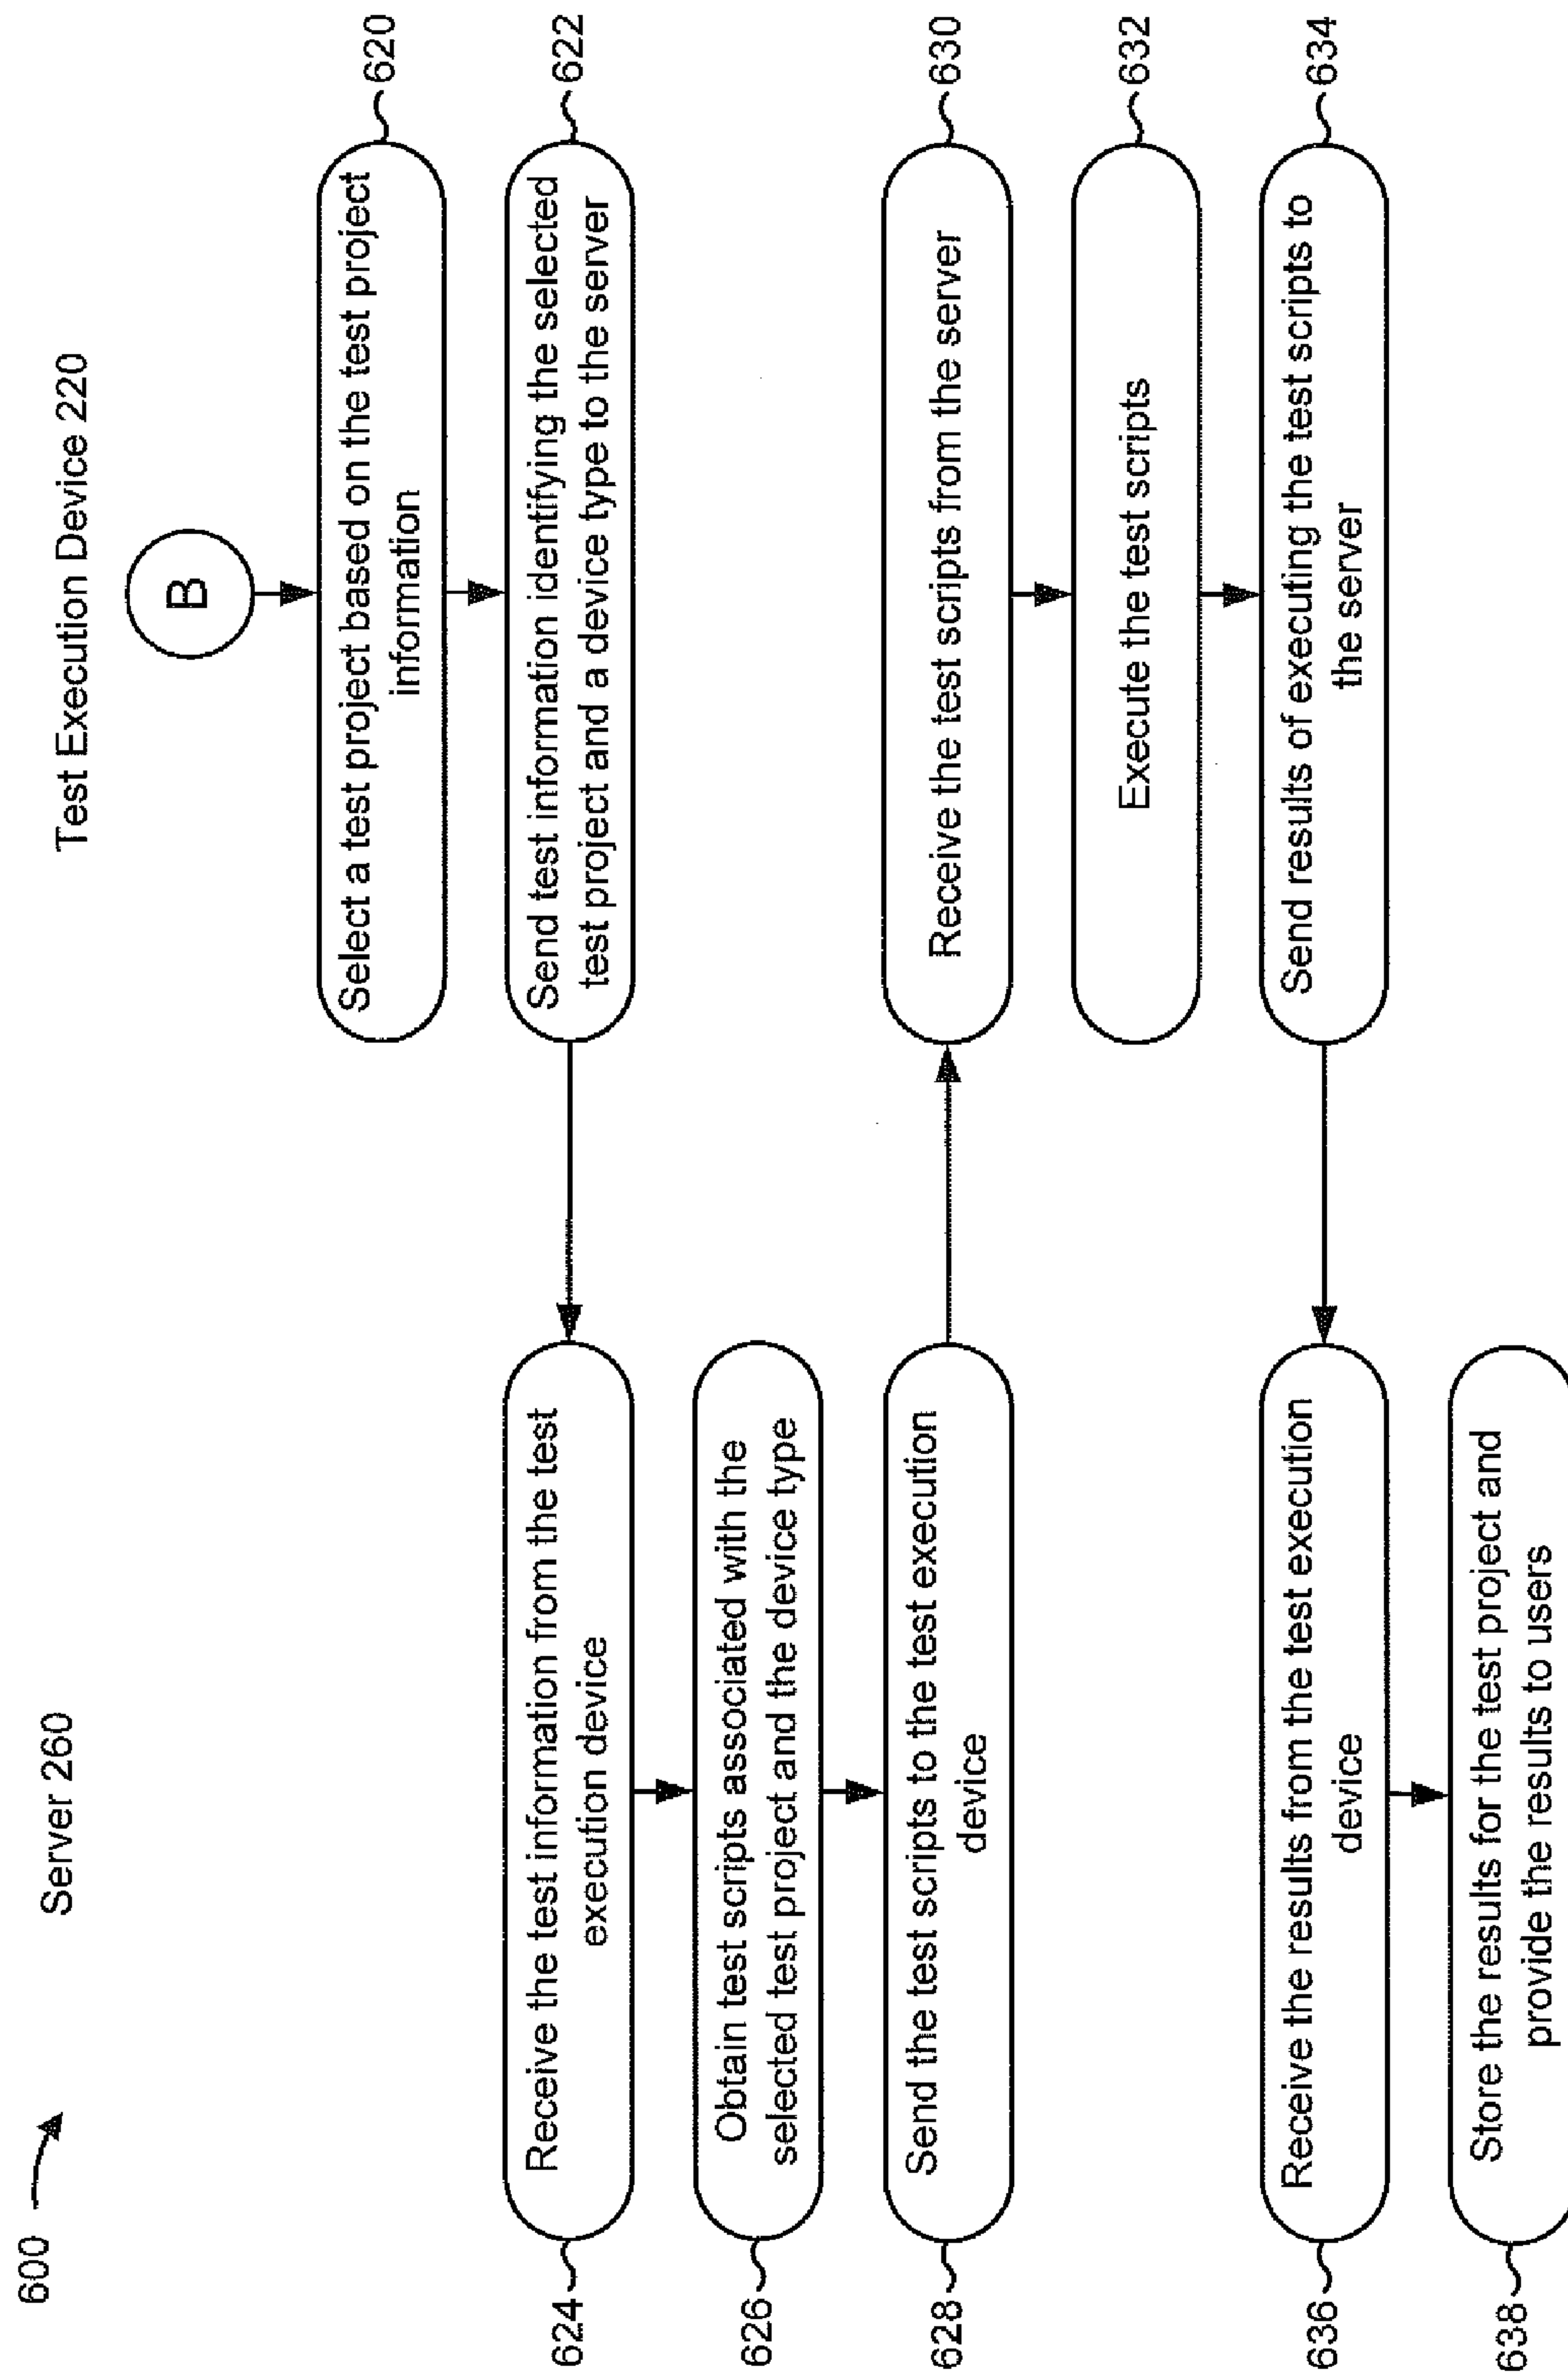 600
Server 260
Test Execution Device 220
B
Select a test project based on the test project
information
620
Send test information identifying the selected
test project and a device type to the server
622
Receive the test information from the test
execution device
624
Obtain test scripts associated with the
selected test project and the device type
626
Send the test scripts to the test execution
device
628
Receive the test scripts from the server
630
Execute the test scripts
632
Send results of executing the test scripts to
the server
634
Receive the results from the test execution
device
636
Store the results for the test project and
provide the results to users
638